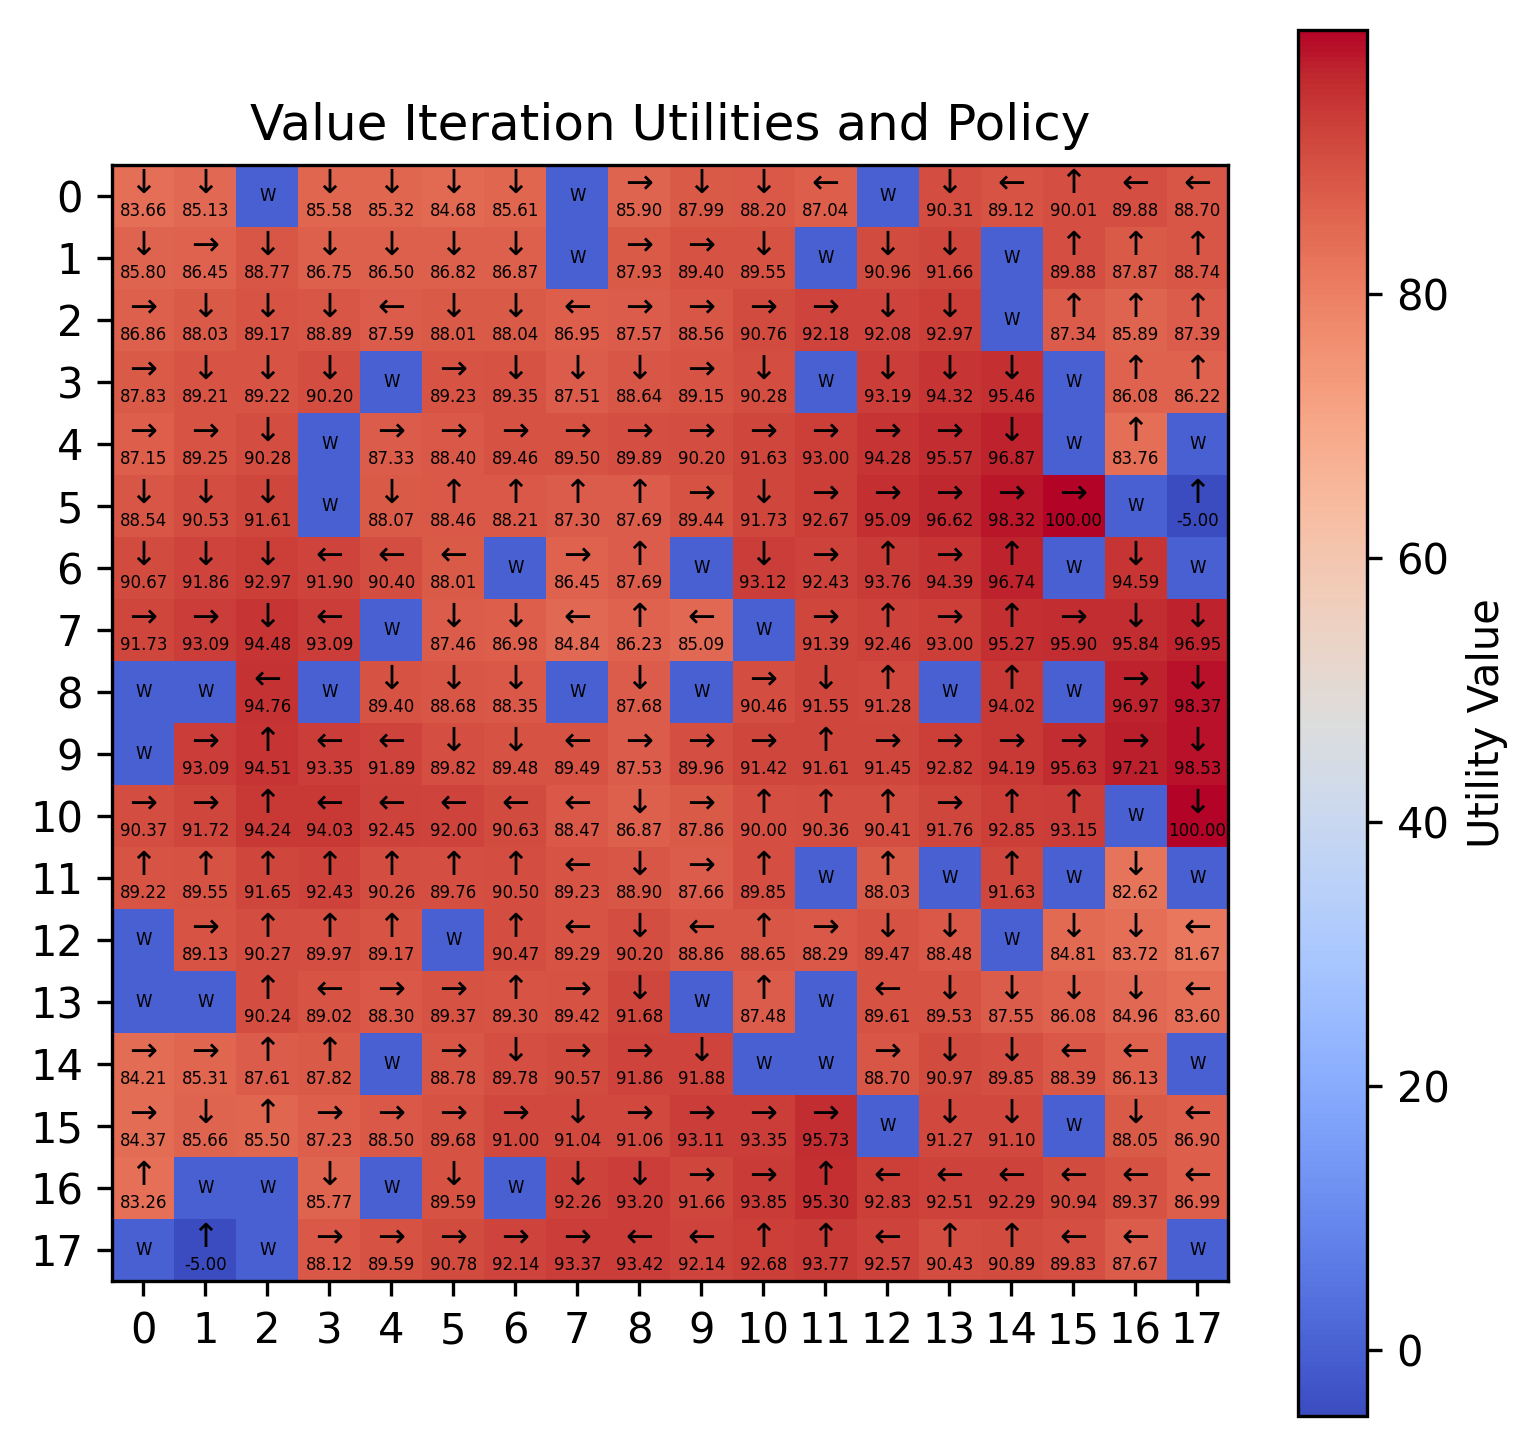 Value Iteration Utilities and Policy
0 ↓ ↓ W ↓ ↓ ↓ ↓ W → ↓ ↓ ← W ↓ ← ↑ ← ←
83.66 85.13 85.58 85.32 84.68 85.61 85.90 87.99 88.20 87.04 90.31 89.12 90.01 89.88 88.70
1 ↓ → ↓ ↓ ↓ ↓ ↓ W → → ↓ W ↓ ↓ W ↑ ↑ ↑
85.80 86.45 88.77 86.75 86.50 86.82 86.87 87.93 89.40 89.55 90.96 91.66 89.88 87.87 88.74
2 → ↓ ↓ ↓ ← ↓ ↓ ← → → → → ↓ ↓ W ↑ ↑ ↑
86.86 88.03 89.17 88.89 87.59 88.01 88.04 86.95 87.57 88.56 90.76 92.18 92.08 92.97 87.34 85.89 87.39
3 → ↓ ↓ ↓ W → ↓ ↓ ↓ → ↓ W ↓ ↓ ↓ W ↑ ↑
87.83 89.21 89.22 90.20 89.23 89.35 87.51 88.64 89.15 90.28 93.19 94.32 95.46 86.08 86.22
4 → → ↓ W → → → → → → → → → → ↓ W ↑ W
87.15 89.25 90.28 87.33 88.40 89.46 89.50 89.89 90.20 91.63 93.00 94.28 95.57 96.87 83.76
5 ↓ ↓ ↓ W ↓ ↑ ↑ ↑ ↑ → ↓ → → → → → W ↑
88.54 90.53 91.61 88.07 88.46 88.21 87.30 87.69 89.44 91.73 92.67 95.09 96.62 98.32 100.00 -5.00
6 ↓ ↓ ↓ ← ← ← W → ↑ W ↓ → ↑ → ↑ W ↓ W
90.67 91.86 92.97 91.90 90.40 88.01 86.45 87.69 93.12 92.43 93.76 94.39 96.74 94.59
7 → → ↓ ← W ↓ ↓ ← ↑ ← W → ↑ → ↑ → ↓ ↓
91.73 93.09 94.48 93.09 87.46 86.98 84.84 86.23 85.09 91.39 92.46 93.00 95.27 95.90 95.84 96.95
8 W W ← W ↓ ↓ ↓ W ↓ W → ↓ ↑ W ↑ W → ↓
94.76 89.40 88.68 88.35 87.68 90.46 91.55 91.28 94.02 96.97 98.37
9 W → ↑ ← ← ↓ ↓ ← → → → ↑ → → → → → ↓
93.09 94.51 93.35 91.89 89.82 89.48 89.49 87.53 89.96 91.42 91.61 91.45 92.82 94.19 95.63 97.21 98.53
10 → → ↑ ← ← ← ← ← ↓ → ↑ ↑ ↑ → ↑ ↑ W ↓
90.37 91.72 94.24 94.03 92.45 92.00 90.63 88.47 86.87 87.86 90.00 90.36 90.41 91.76 92.85 93.15 100.00
11 ↑ ↑ ↑ ↑ ↑ ↑ ↑ ← ↓ → ↑ W ↑ W ↑ W ↓ W
89.22 89.55 91.65 92.43 90.26 89.76 90.50 89.23 88.90 87.66 89.85 88.03 91.63 82.62
12 W → ↑ ↑ ↑ W ↑ ← ↓ ← ↑ → ↓ ↓ W ↓ ↓ ←
89.13 90.27 89.97 89.17 90.47 89.29 90.20 88.86 88.65 88.29 89.47 88.48 84.81 83.72 81.67
13 W W ↑ ← → → ↑ → ↓ W ↑ W ← ↓ ↓ ↓ ↓ ←
90.24 89.02 88.30 89.37 89.30 89.42 91.68 87.48 89.61 89.53 87.55 86.08 84.96 83.60
14 → → ↑ ↑ W → ↓ → → ↓ W W → ↓ ↓ ← ← W
84.21 85.31 87.61 87.82 88.78 89.78 90.57 91.86 91.88 88.70 90.97 89.85 88.39 86.13
15 → ↓ ↑ → → → → ↓ → → → → W ↓ ↓ W ↓ ←
84.37 85.66 85.50 87.23 88.50 89.68 91.00 91.04 91.06 93.11 93.35 95.73 91.27 91.10 88.05 86.90
16 ↑ W W ↓ W ↓ W ↓ ↓ → → ↑ ← ← ← ← ← ←
83.26 85.77 89.59 92.26 93.20 91.66 93.85 95.30 92.83 92.51 92.29 90.94 89.37 86.99
17 W ↑ W → → → → → ← ← ↑ ↑ ← ↑ ↑ ← ← W
-5.00 88.12 89.59 90.78 92.14 93.37 93.42 92.14 92.68 93.77 92.57 90.43 90.89 89.83 87.67
0 1 2 3 4 5 6 7 8 9 10 11 12 13 14 15 16 17
80
60
40
20
0
Utility Value